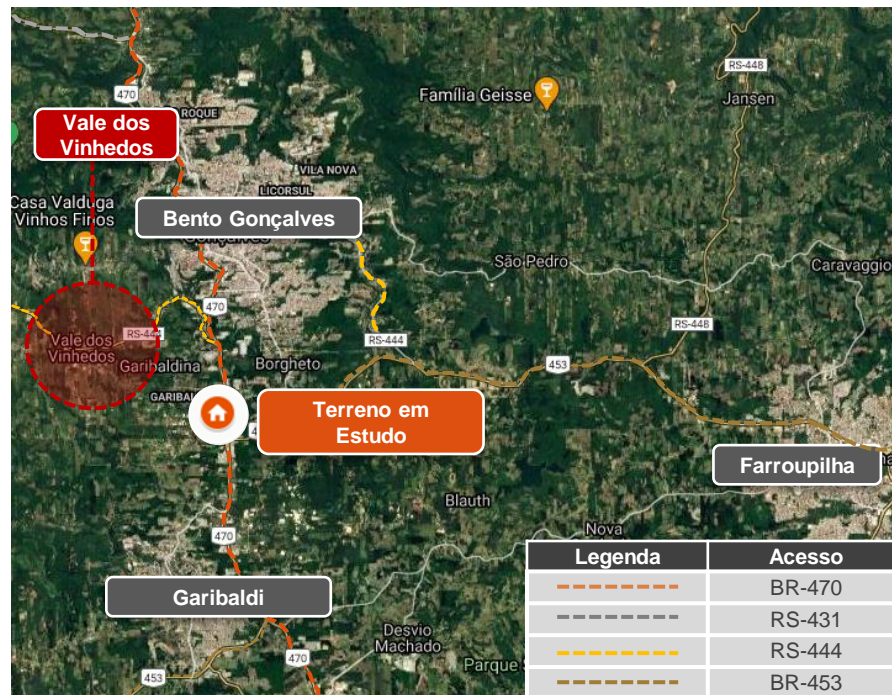 RS-448
Família Geisse
Jansen
470
ROQUE
Vale dos
Vinhedos
VILA NOVA
LICORSUL
Casa Valduga
Vinhos Finos
Bento Gonçalves
São Pedro
Caravaggio
470
RS-444
RS-448
RS-444
Vale dos
Vinhedos
Garibaldina
Borgheto
453
GARIBAL
Terreno em
Estudo
Farroupilha
Blauth
470
Nova
Legenda Acesso
BR-470
Garibaldi
RS-431
Desvio
Machado
RS-444
470
453
Parque
BR-453